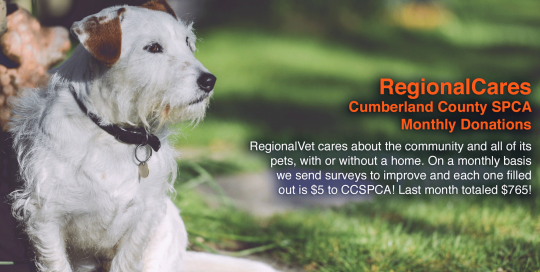 RegionalCares
Cumberland County SPCA
Monthly Donations
RegionalVet cares about the community and all of its
pets, with or without a home. On a monthly basis
we send surveys to improve and each one filled
out is $5 to CCSPCA! Last month totaled $765!